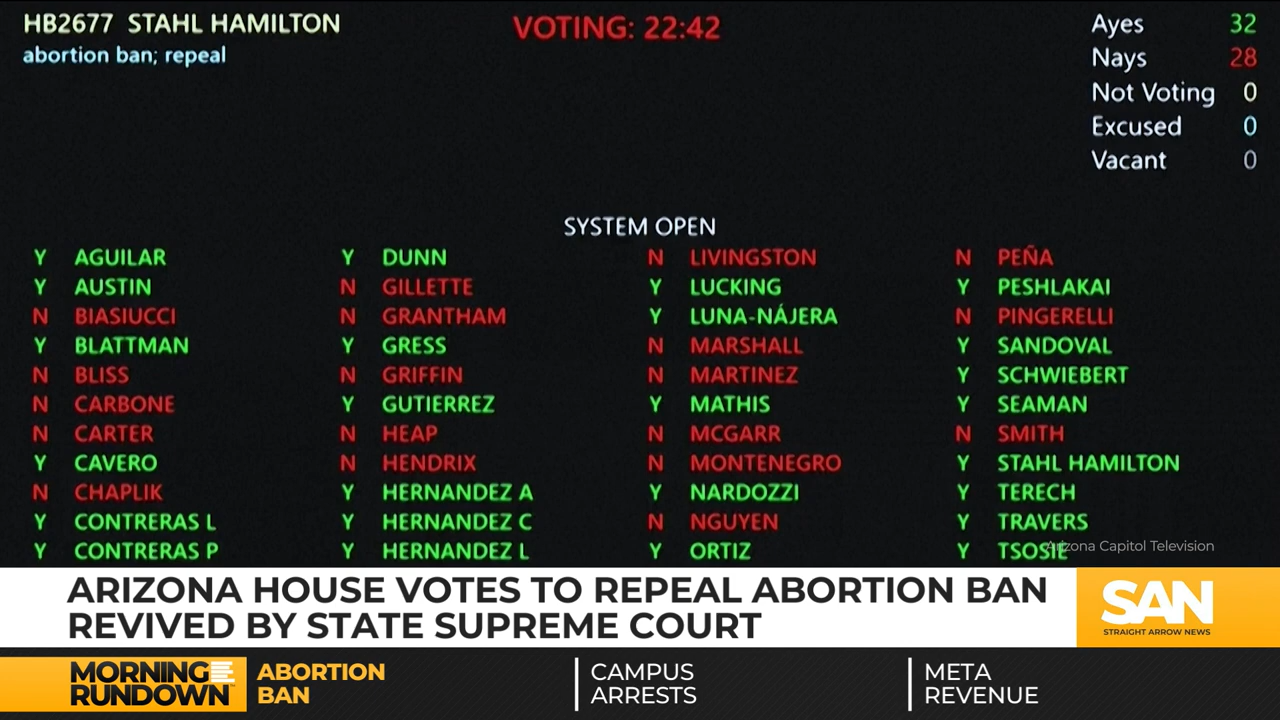 HB2677 STAHL HAMILTON
abortion ban; repeal
VOTING: 22:42
Ayes 32
Nays 28
Not Voting 0
Excused 0
Vacant 0
SYSTEM OPEN
Y AGUILAR Y DUNN N LIVINGSTON N PEÑA
Y AUSTIN N GILLETTE Y LUCKING Y PESHLAKAI
N BIASIUCCI N GRANTHAM Y LUNA-NÁJERA N PINGERELLI
Y BLATTMAN Y GRESS N MARSHALL Y SANDOVAL
N BLISS N GRIFFIN N MARTINEZ Y SCHWIEBERT
N CARBONE Y GUTIERREZ Y MATHIS Y SEAMAN
N CARTER N HEAP N MCGARR N SMITH
Y CAVERO N HENDRIX N MONTENEGRO Y STAHL HAMILTON
N CHAPLIK Y HERNANDEZ A Y NARDOZZI Y TERECH
Y CONTRERAS L Y HERNANDEZ C N NGUYEN Y TRAVERS
Y CONTRERAS P Y HERNANDEZ L Y ORTIZ Y TSOSIE
Arizona Capitol Television
ARIZONA HOUSE VOTES TO REPEAL ABORTION BAN
REVIVED BY STATE SUPREME COURT
SAN
STRAIGHT ARROW NEWS
MORNING
RUNDOWN
ABORTION
BAN
CAMPUS
ARRESTS
META
REVENUE